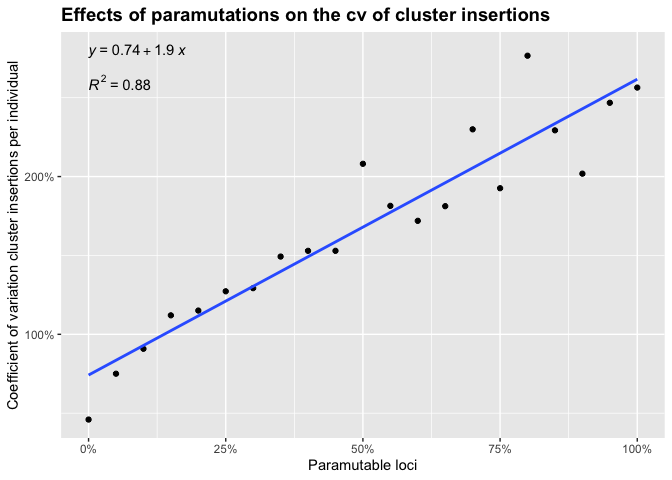 Effects of paramutations on the cv of cluster insertions
y = 0.74 + 1.9 x
R² = 0.88
Coefficient of variation cluster insertions per individual
200%
100%
0% 25% 50% 75% 100%
Paramutable loci